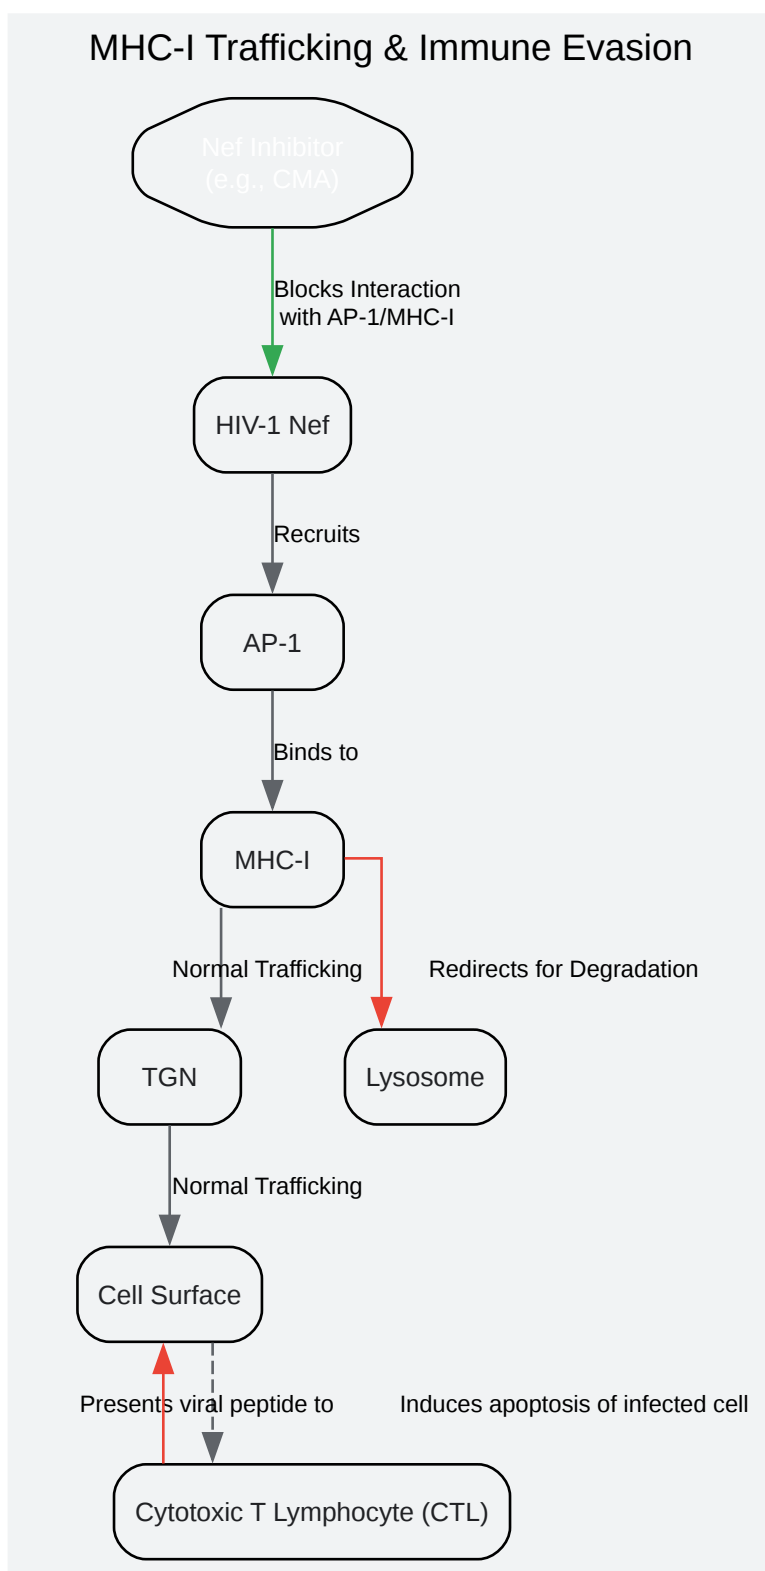 MHC-I Trafficking & Immune Evasion
Nef Inhibitor
(e.g., CMA)
Blocks Interaction
with AP-1/MHC-I
HIV-1 Nef
Recruits
AP-1
Binds to
MHC-I
Normal Trafficking
Redirects for Degradation
TGN
Lysosome
Normal Trafficking
Cell Surface
Presents viral peptide to
Induces apoptosis of infected cell
Cytotoxic T Lymphocyte (CTL)